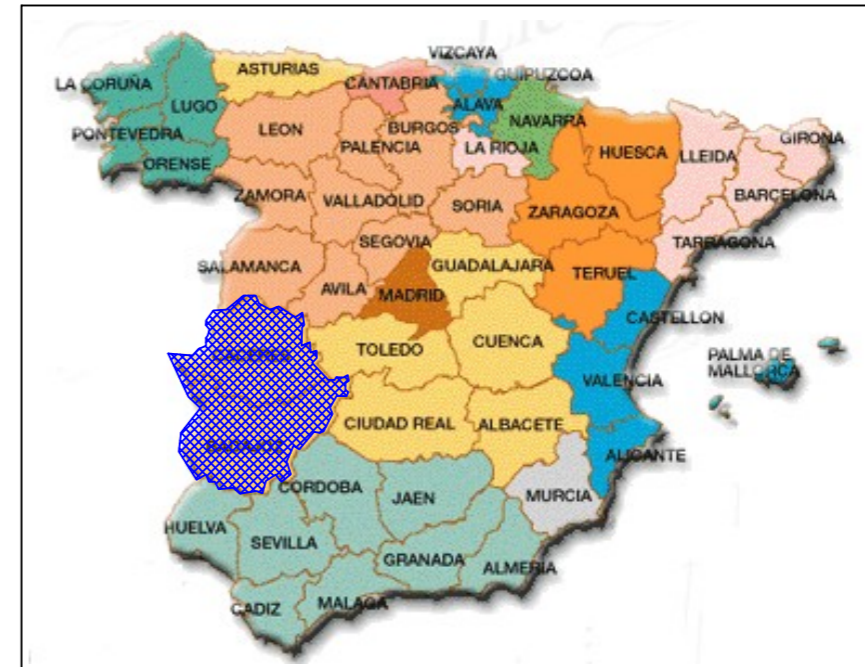 VIZCAYA
ASTURIAS
CANTABRIA
GUIPUZCOA
LA CORUÑA
LUGO
ALAVA
NAVARRA
LEON
BURGOS
PONTEVEDRA
PALENCIA
LA RIOJA
HUESCA
LLEIDA
GIRONA
ORENSE
ZAMORA
VALLADOLID
SORIA
ZARAGOZA
BARCELONA
SEGOVIA
TARRAGONA
SALAMANCA
AVILA
MADRID
GUADALAJARA
TERUEL
CASTELLON
CACERES
TOLEDO
CUENCA
PALMA DE
MALLORCA
VALENCIA
BADAJOZ
CIUDAD REAL
ALBACETE
ALICANTE
CORDOBA
JAEN
MURCIA
HUELVA
SEVILLA
GRANADA
ALMERIA
CADIZ
MALAGA